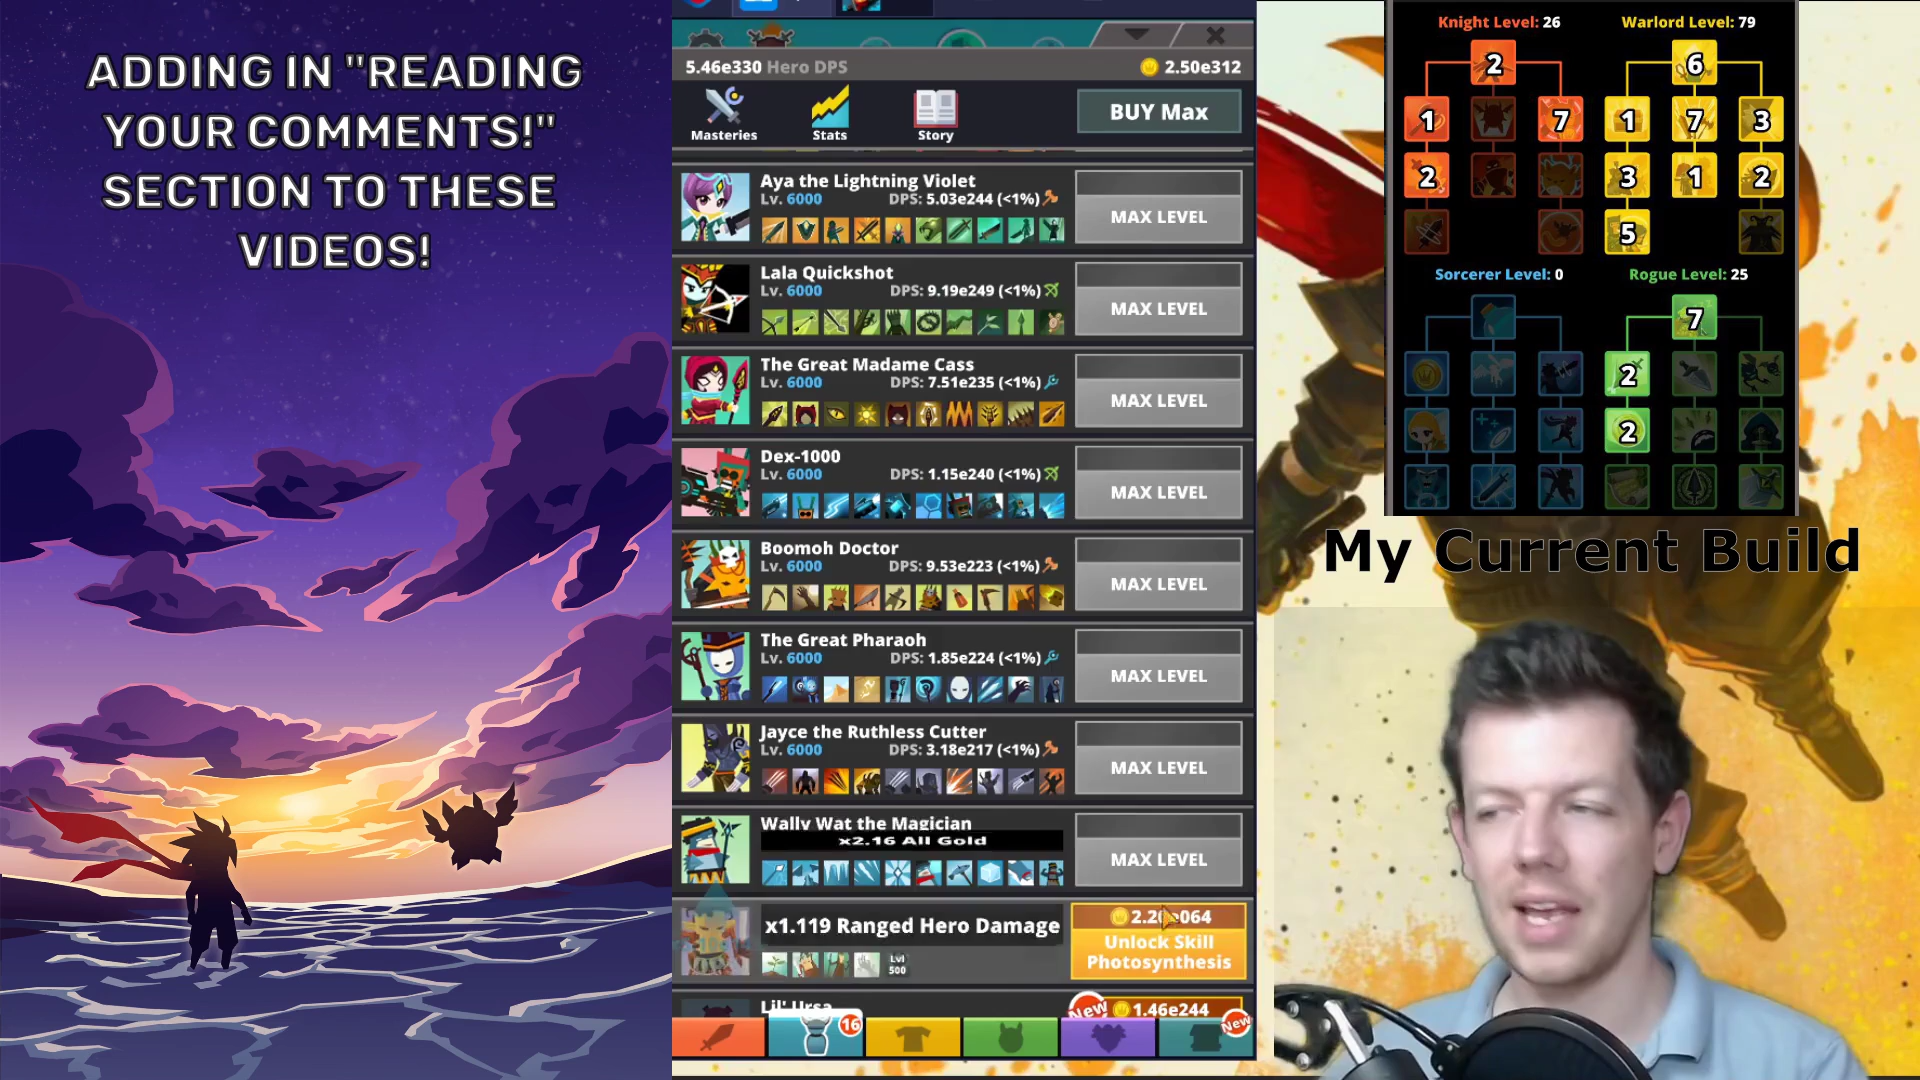 ADDING IN "READING
YOUR COMMENTS!"
SECTION TO THESE
VIDEOS!
5.46e330 Hero DPS
2.50e312
Masteries
Stats
Story
BUY Max
Aya the Lightning Violet
Lv. 6000
DPS: 5.03e244 (<1%)
MAX LEVEL
Lala Quickshot
Lv. 6000
DPS: 9.19e249 (<1%)
MAX LEVEL
The Great Madame Cass
Lv. 6000
DPS: 7.51e235 (<1%)
MAX LEVEL
Dex-1000
Lv. 6000
DPS: 1.15e240 (<1%)
MAX LEVEL
Boomoh Doctor
Lv. 6000
DPS: 9.53e223 (<1%)
MAX LEVEL
The Great Pharaoh
Lv. 6000
DPS: 1.85e224 (<1%)
MAX LEVEL
Jayce the Ruthless Cutter
Lv. 6000
DPS: 3.18e217 (<1%)
MAX LEVEL
Wally Wat the Magician
x2.16 All Gold
MAX LEVEL
x1.119 Ranged Hero Damage
Lvl
500
Unlock Skill
Photosynthesis
Lil' Ursa
New
1.46e244
16
New
Knight Level: 26
2
1
7
2
Warlord Level: 79
6
1 7 3
3 1 2
5
Sorcerer Level: 0
Rogue Level: 25
7
2
2
My Current Build